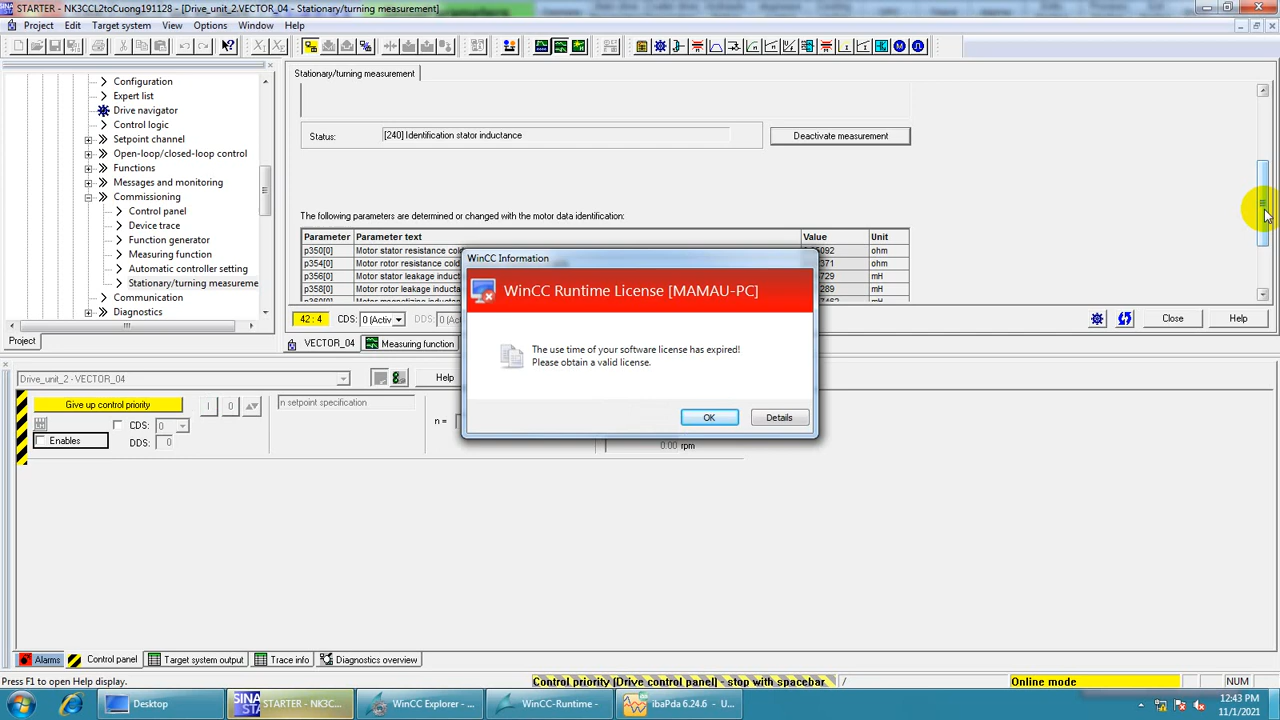 STARTER - NK3CCL2toCuong191128 - [Drive_unit_2.VECTOR_04 - Stationary/turning measurement]
Project Edit Target system View Options Window Help
Configuration
Expert list
Drive navigator
Control logic
Setpoint channel
Open-loop/closed-loop control
Functions
Messages and monitoring
Commissioning
Control panel
Device trace
Function generator
Measuring function
Automatic controller setting
Stationary/turning measureme
Communication
Diagnostics
Project
Stationary/turning measurement
Status: [240] Identification stator inductance Deactivate measurement
The following parameters are determined or changed with the motor data identification:
Parameter Parameter text Value Unit
p350[0] Motor stator resistance col ohm
p354[0] Motor rotor resistance col 371 ohm
p356[0] Motor stator leakage induct 729 mH
p358[0] Motor rotor leakage inducta 289 mH
42 : 4 CDS: 0 (Activ DDS: 0 (Ac Close Help
VECTOR_04 Measuring function
WinCC Information
WinCC Runtime License [MAMAU-PC]
The use time of your software license has expired!
Please obtain a valid license.
OK Details
Drive_unit_2 - VECTOR_04 Help
Give up control priority I 0 n setpoint specification
CDS: 0 n =
Enables DDS: 0 0.00 rpm
Alarms Control panel Target system output Trace info Diagnostics overview
Press F1 to open Help display. Control priority [Drive control panel] - stop with spacebar / Online mode NUM
Desktop STARTER - NK3C... WinCC Explorer - ... WinCC-Runtime - ibaPda 6.24.6 - U...
12:43 PM
11/1/2021